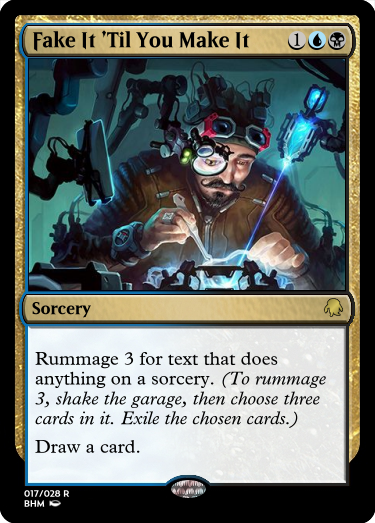 Fake It 'Til You Make It 1
Sorcery
Rummage 3 for text that does
anything on a sorcery. (To rummage
3, shake the garage, then choose three
cards in it. Exile the chosen cards.)
Draw a card.
017/028 R
BHM